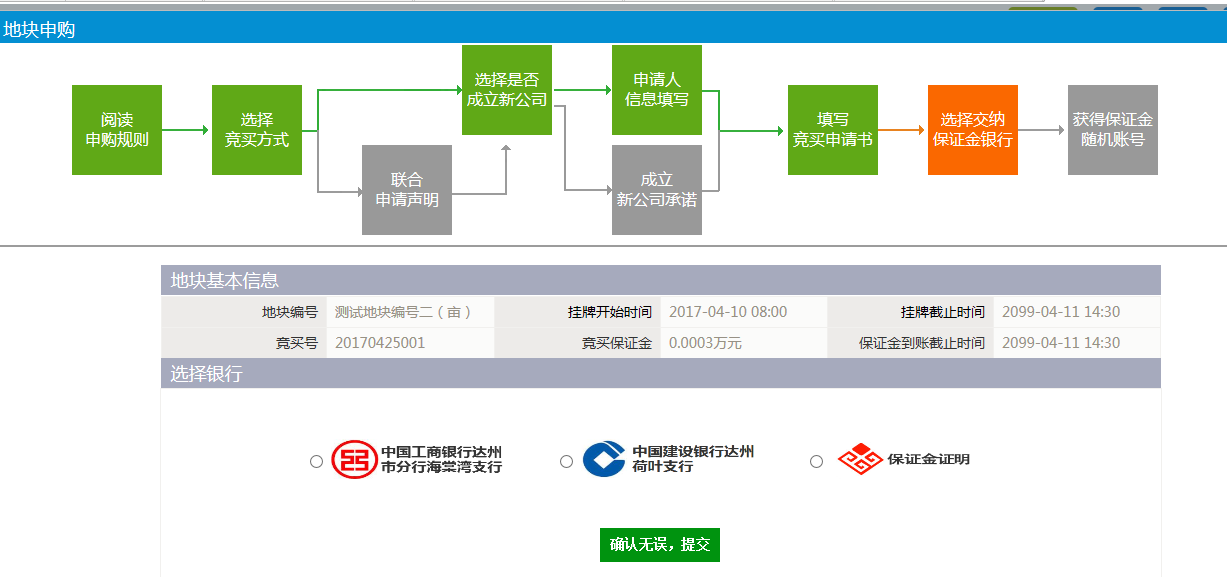 地块申购
阅读
申购规则
选择
竞买方式
选择是否
成立新公司
申请人
信息填写
联合
申请声明
成立
新公司承诺
填写
竞买申请书
选择交纳
保证金银行
获得保证金
随机账号
地块基本信息
地块编号 测试地块编号二（亩） 挂牌开始时间 2017-04-10 08:00 挂牌截止时间 2099-04-11 14:30
竞买号 20170425001 竞买保证金 0.0003万元 保证金到账截止时间 2099-04-11 14:30
选择银行
中国工商银行达州
市分行海棠湾支行
中国建设银行达州
荷叶支行
保证金证明
确认无误，提交